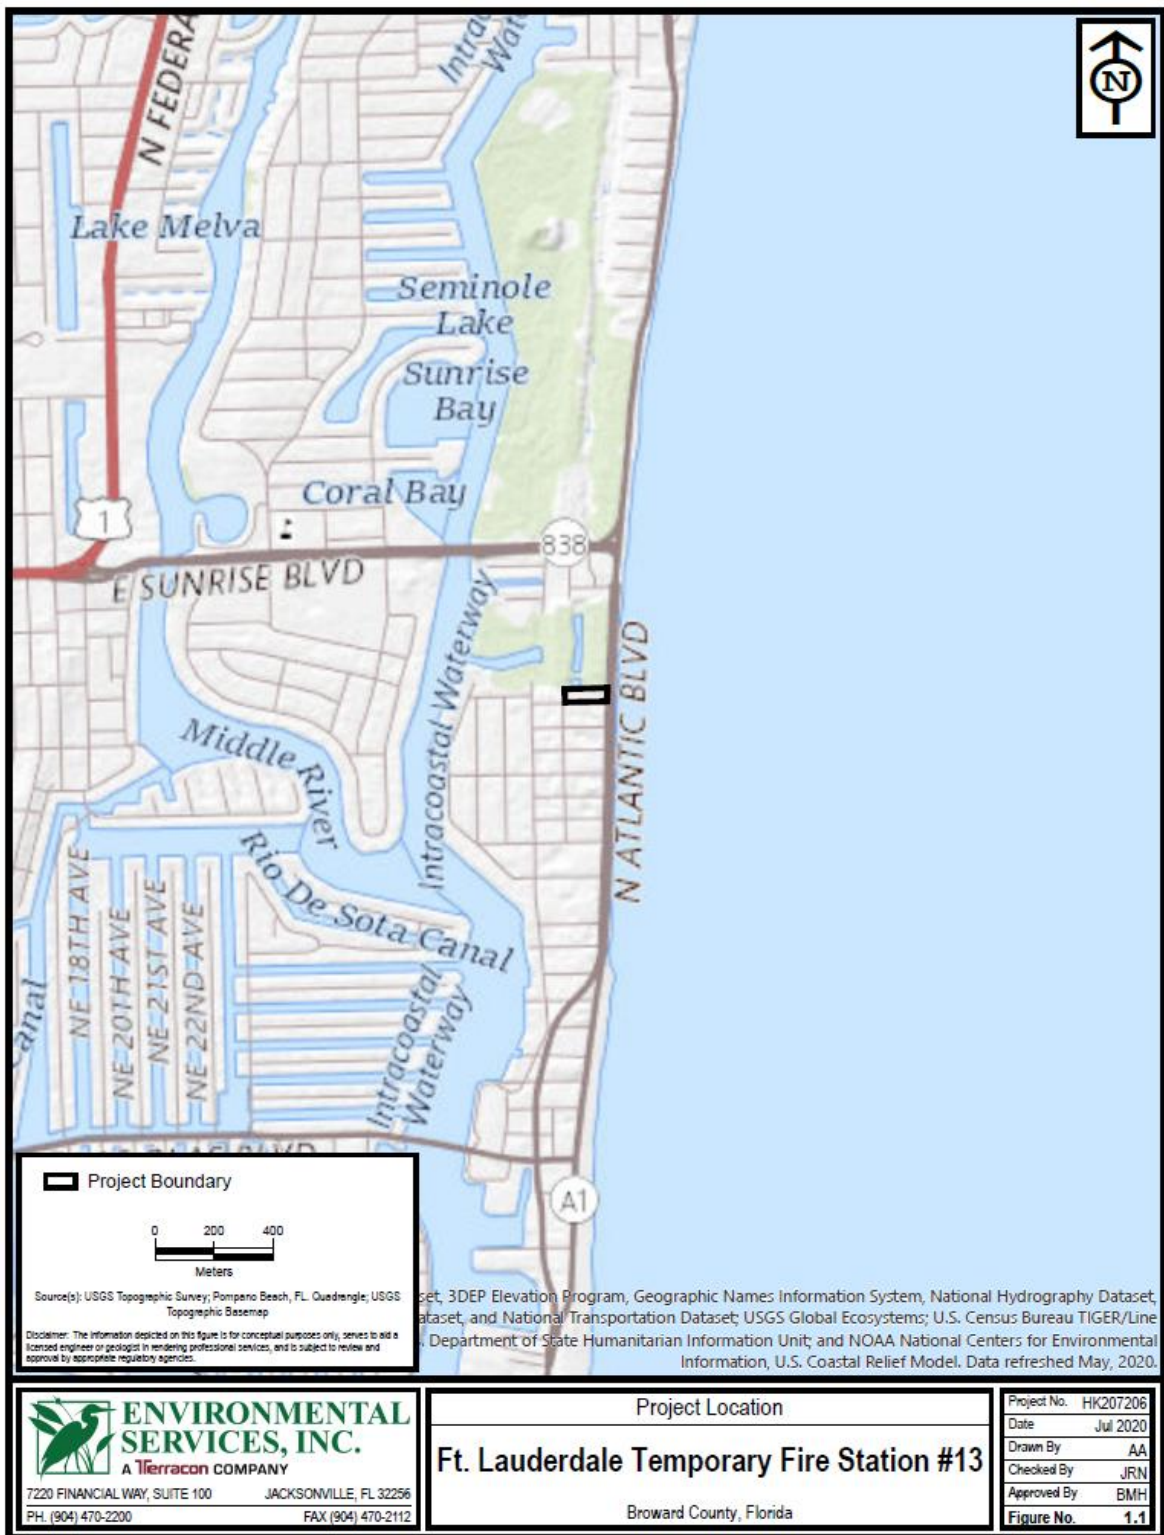 N
N FEDERA
Intra
Wat
Lake Melva
Seminole
Lake
Sunrise
Bay
Coral Bay
1
838
E SUNRISE BLVD
Intracoastal Waterway
N ATLANTIC BLVD
Middle River
Rio De Sota Canal
NE 18TH AVE
NE 20TH AVE
NE 21ST AVE
NE 22ND AVE
Canal
Intracoastal
Waterway
BLVD
A1
Project Boundary
0 200 400
Meters
Source(s): USGS Topographic Survey; Pompano Beach, FL. Quadrangle; USGS
Topographic Basemap
Disclaimer: The information depicted on this figure is for conceptual purposes only, serves to aid a
licensed engineer or geologist in rendering professional services, and is subject to review and
approval by appropriate regulatory agencies.
set, 3DEP Elevation Program, Geographic Names Information System, National Hydrography Dataset,
ataset, and National Transportation Dataset; USGS Global Ecosystems; U.S. Census Bureau TIGER/Line
. Department of State Humanitarian Information Unit; and NOAA National Centers for Environmental
Information, U.S. Coastal Relief Model. Data refreshed May, 2020.
ENVIRONMENTAL
SERVICES, INC.
A Terracon COMPANY
7220 FINANCIAL WAY, SUITE 100 JACKSONVILLE, FL 32256
PH. (904) 470-2200 FAX (904) 470-2112
Project Location
Ft. Lauderdale Temporary Fire Station #13
Broward County, Florida
Project No. HK207206
Date Jul 2020
Drawn By AA
Checked By JRN
Approved By BMH
Figure No. 1.1